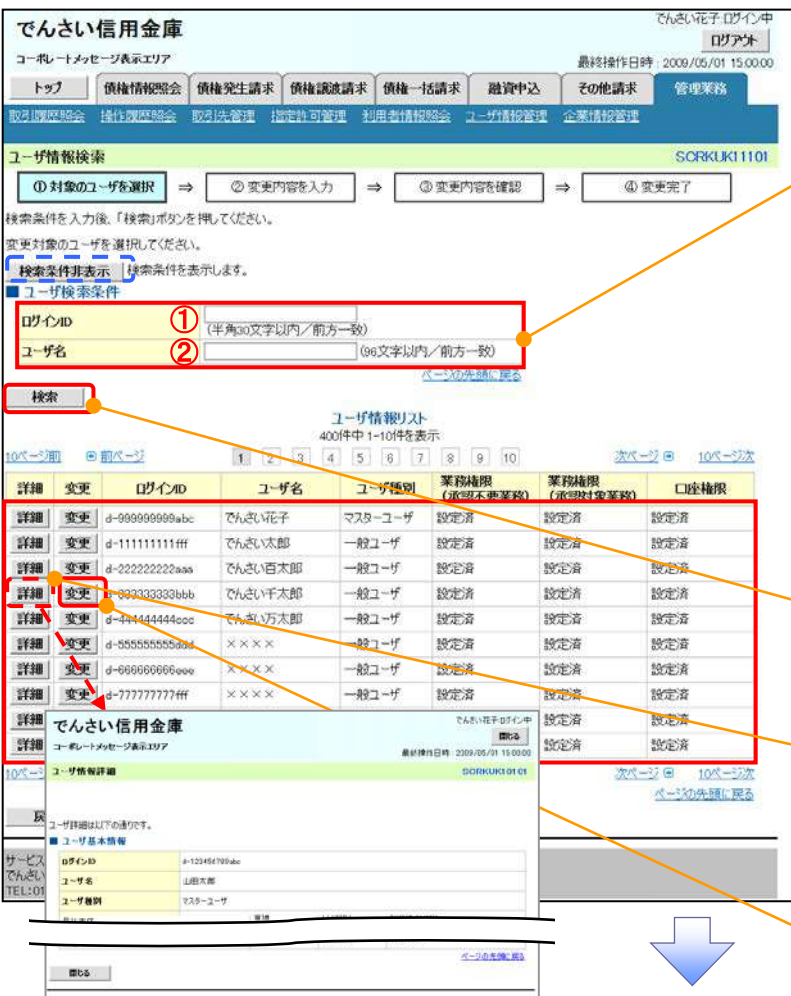 でんさい花子 ログイン中
でんさい信用金庫
ログアウト
コーポレートメッセージ表示エリア
最終操作日時 : 2009/05/01 15:00:00
トップ 債権情報照会 債権発生請求 債権譲渡請求 債権一括請求 融資申込 その他請求 管理業務
取引履歴照会 操作履歴照会 取引先管理 指定許可管理 利用者情報照会 ユーザ情報管理 企業情報管理
ユーザ情報検索 SCRKUK11101
① 対象のユーザを選択 ⇒ ② 変更内容を入力 ⇒ ③ 変更内容を確認 ⇒ ④ 変更完了
検索条件を入力後、「検索」ボタンを押してください。
変更対象のユーザを選択してください。
検索条件非表示 検索条件を表示します。
■ ユーザ検索条件
ログインID ① (半角30文字以内／前方一致)
ユーザ名 ② (96文字以内／前方一致)
ページの先頭に戻る
検索
ユーザ情報リスト
400件中 1-10件を表示
10ページ前 前ページ 1 2 3 4 5 6 7 8 9 10 次ページ 10ページ次
詳細 変更 ログインID ユーザ名 ユーザ種別 業務権限(承認不要業務) 業務権限(承認対象業務) 口座権限
詳細 変更 d-999999999abc でんさい花子 マスターユーザ 設定済 設定済 設定済
詳細 変更 d-111111111fff でんさい太郎 一般ユーザ 設定済 設定済 設定済
詳細 変更 d-222222222aaa でんさい百太郎 一般ユーザ 設定済 設定済 設定済
詳細 変更 d-333333333bbb でんさい千太郎 一般ユーザ 設定済 設定済 設定済
詳細 変更 d-444444444ccc でんさい万太郎 一般ユーザ 設定済 設定済 設定済
詳細 変更 d-555555555ddd ×××× 一般ユーザ 設定済 設定済 設定済
詳細 変更 d-666666666eee ×××× 一般ユーザ 設定済 設定済 設定済
詳細 変更 d-777777777fff ×××× 一般ユーザ 設定済 設定済 設定済
詳細 設定済 設定済
詳細 設定済 設定済
次ページ 10ページ次
ページの先頭に戻る
サービス
でんさい
TEL:01
でんさい花子 ログイン中
でんさい信用金庫
閉じる
コーポレートメッセージ表示エリア
最終操作日時 : 2009/05/01 15:00:00
ユーザ情報詳細 SCRKUK10101
ユーザ詳細は以下の通りです。
■ ユーザ基本情報
ログインID d-123456789abc
ユーザ名 山田太郎
ユーザ種別 マスターユーザ
ページの先頭に戻る
閉じる